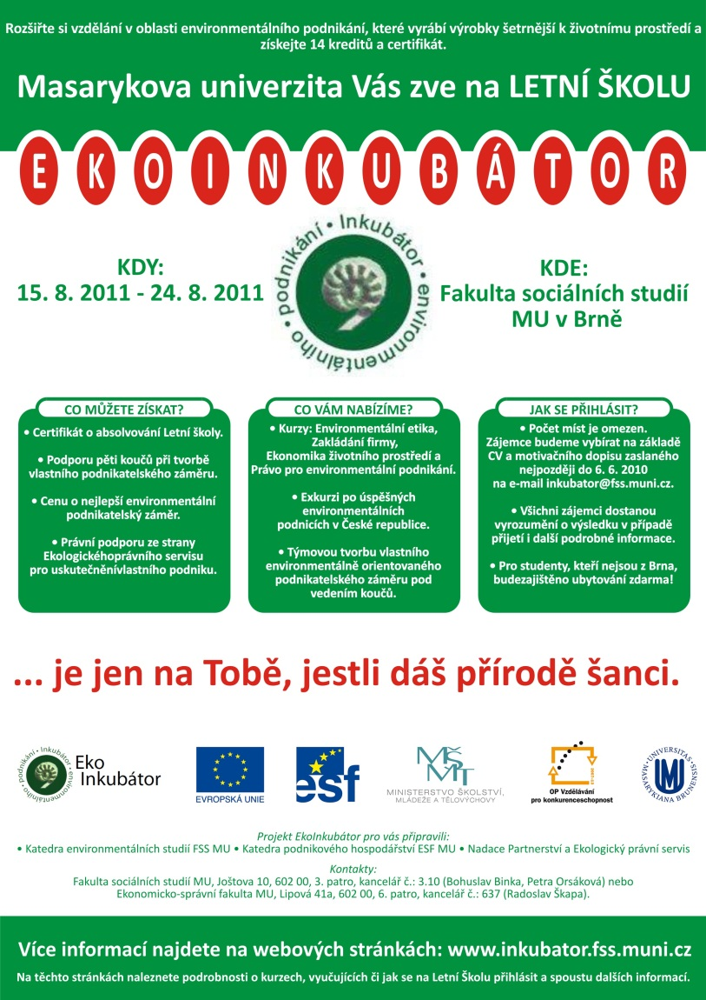 Rozšiřte si vzdělání v oblasti environmentálního podnikání, které vyrábí výrobky šetrnější k životnímu prostředí a
získejte 14 kreditů a certifikát.
Masarykova univerzita Vás zve na LETNÍ ŠKOLU
EKOINKUBÁTOR
KDY:
15. 8. 2011 - 24. 8. 2011
Inkubátor • environmentálního • podnikání •
KDE:
Fakulta sociálních studií
MU v Brně
CO MŮŽETE ZÍSKAT?
• Certifikát o absolvování Letní školy.
• Podporu pěti koučů při tvorbě
vlastního podnikatelského záměru.
• Cenu o nejlepší environmentální
podnikatelský záměr.
• Právní podporu ze strany
Ekologickéhoprávního servisu
pro uskutečněnívlastního podniku.
CO VÁM NABÍZÍME?
• Kurzy: Environmentální etika,
Zakládání firmy,
Ekonomika životního prostředí a
Právo pro environmentální podnikání.
• Exkurzi po úspěšných
environmentálních
podnicích v České republice.
• Týmovou tvorbu vlastního
environmentálně orientovaného
podnikatelského záměru pod
vedením koučů.
JAK SE PŘIHLÁSIT?
• Počet míst je omezen.
Zájemce budeme vybírat na základě
CV a motivačního dopisu zaslaného
nejpozději do 6. 6. 2010
na e-mail inkubator@fss.muni.cz.
• Všichni zájemci dostanou
vyrozumění o výsledku v případě
přijetí i další podrobné informace.
• Pro studenty, kteří nejsou z Brna,
budezajištěno ubytování zdarma!
... je jen na Tobě, jestli dáš přírodě šanci.
Inkubátor • environmentálního • podnikání •
Eko
Inkubátor
EVROPSKÁ UNIE
esf
MŠMT
MINISTERSTVO ŠKOLSTVÍ,
MLÁDEŽE A TĚLOVÝCHOVY
OP Vzdělávání
pro konkurenceschopnost
UNIVERSITAS
MASARYKIANA BRUNENSIS
MU
Projekt EkoInkubátor pro vás připravili:
• Katedra environmentálních studií FSS MU • Katedra podnikového hospodářství ESF MU • Nadace Partnerství a Ekologický právní servis
Kontakty:
Fakulta sociálních studií MU, Joštova 10, 602 00, 3. patro, kancelář č.: 3.10 (Bohuslav Binka, Petra Orsáková) nebo
Ekonomicko-správní fakulta MU, Lipová 41a, 602 00, 6. patro, kancelář č.: 637 (Radoslav Škapa).
Více informací najdete na webových stránkách: www.inkubator.fss.muni.cz
Na těchto stránkách naleznete podrobnosti o kurzech, vyučujících či jak se na Letní Školu přihlásit a spoustu dalších informací.